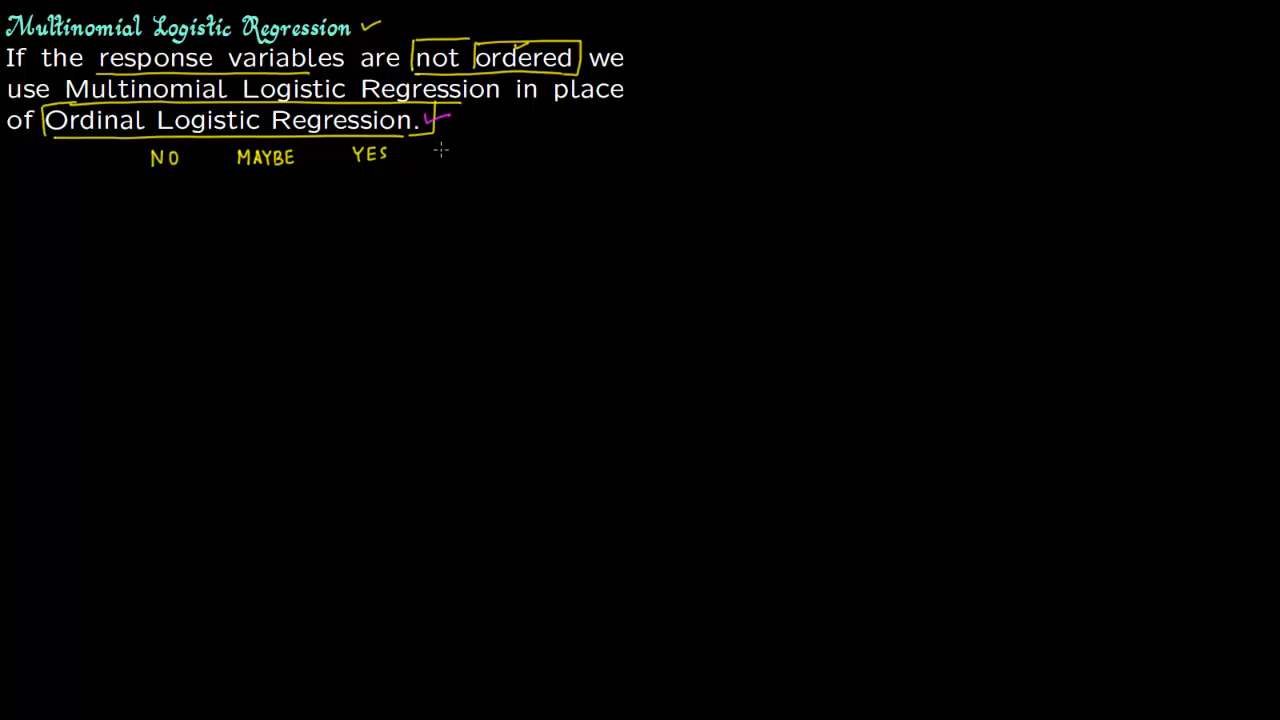 Multinomial Logistic Regression
If the response variables are not ordered we
use Multinomial Logistic Regression in place
of Ordinal Logistic Regression.
NO MAYBE YES